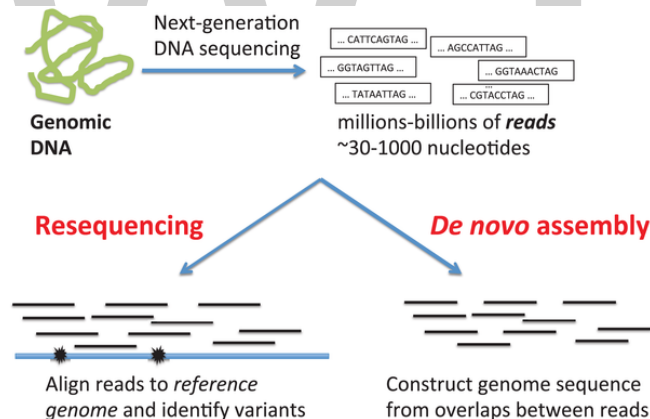 Next-generation
DNA sequencing
... CATTCAGTAG ...
... AGCCATTAG ...
... GGTAGTTAG ...
... GGTAAACTAG
...
... TATAATTAG ...
... CGTACCTAG ...
Genomic
DNA
millions-billions of reads
~30-1000 nucleotides
Resequencing
De novo assembly
Align reads to reference
genome and identify variants
Construct genome sequence
from overlaps between reads